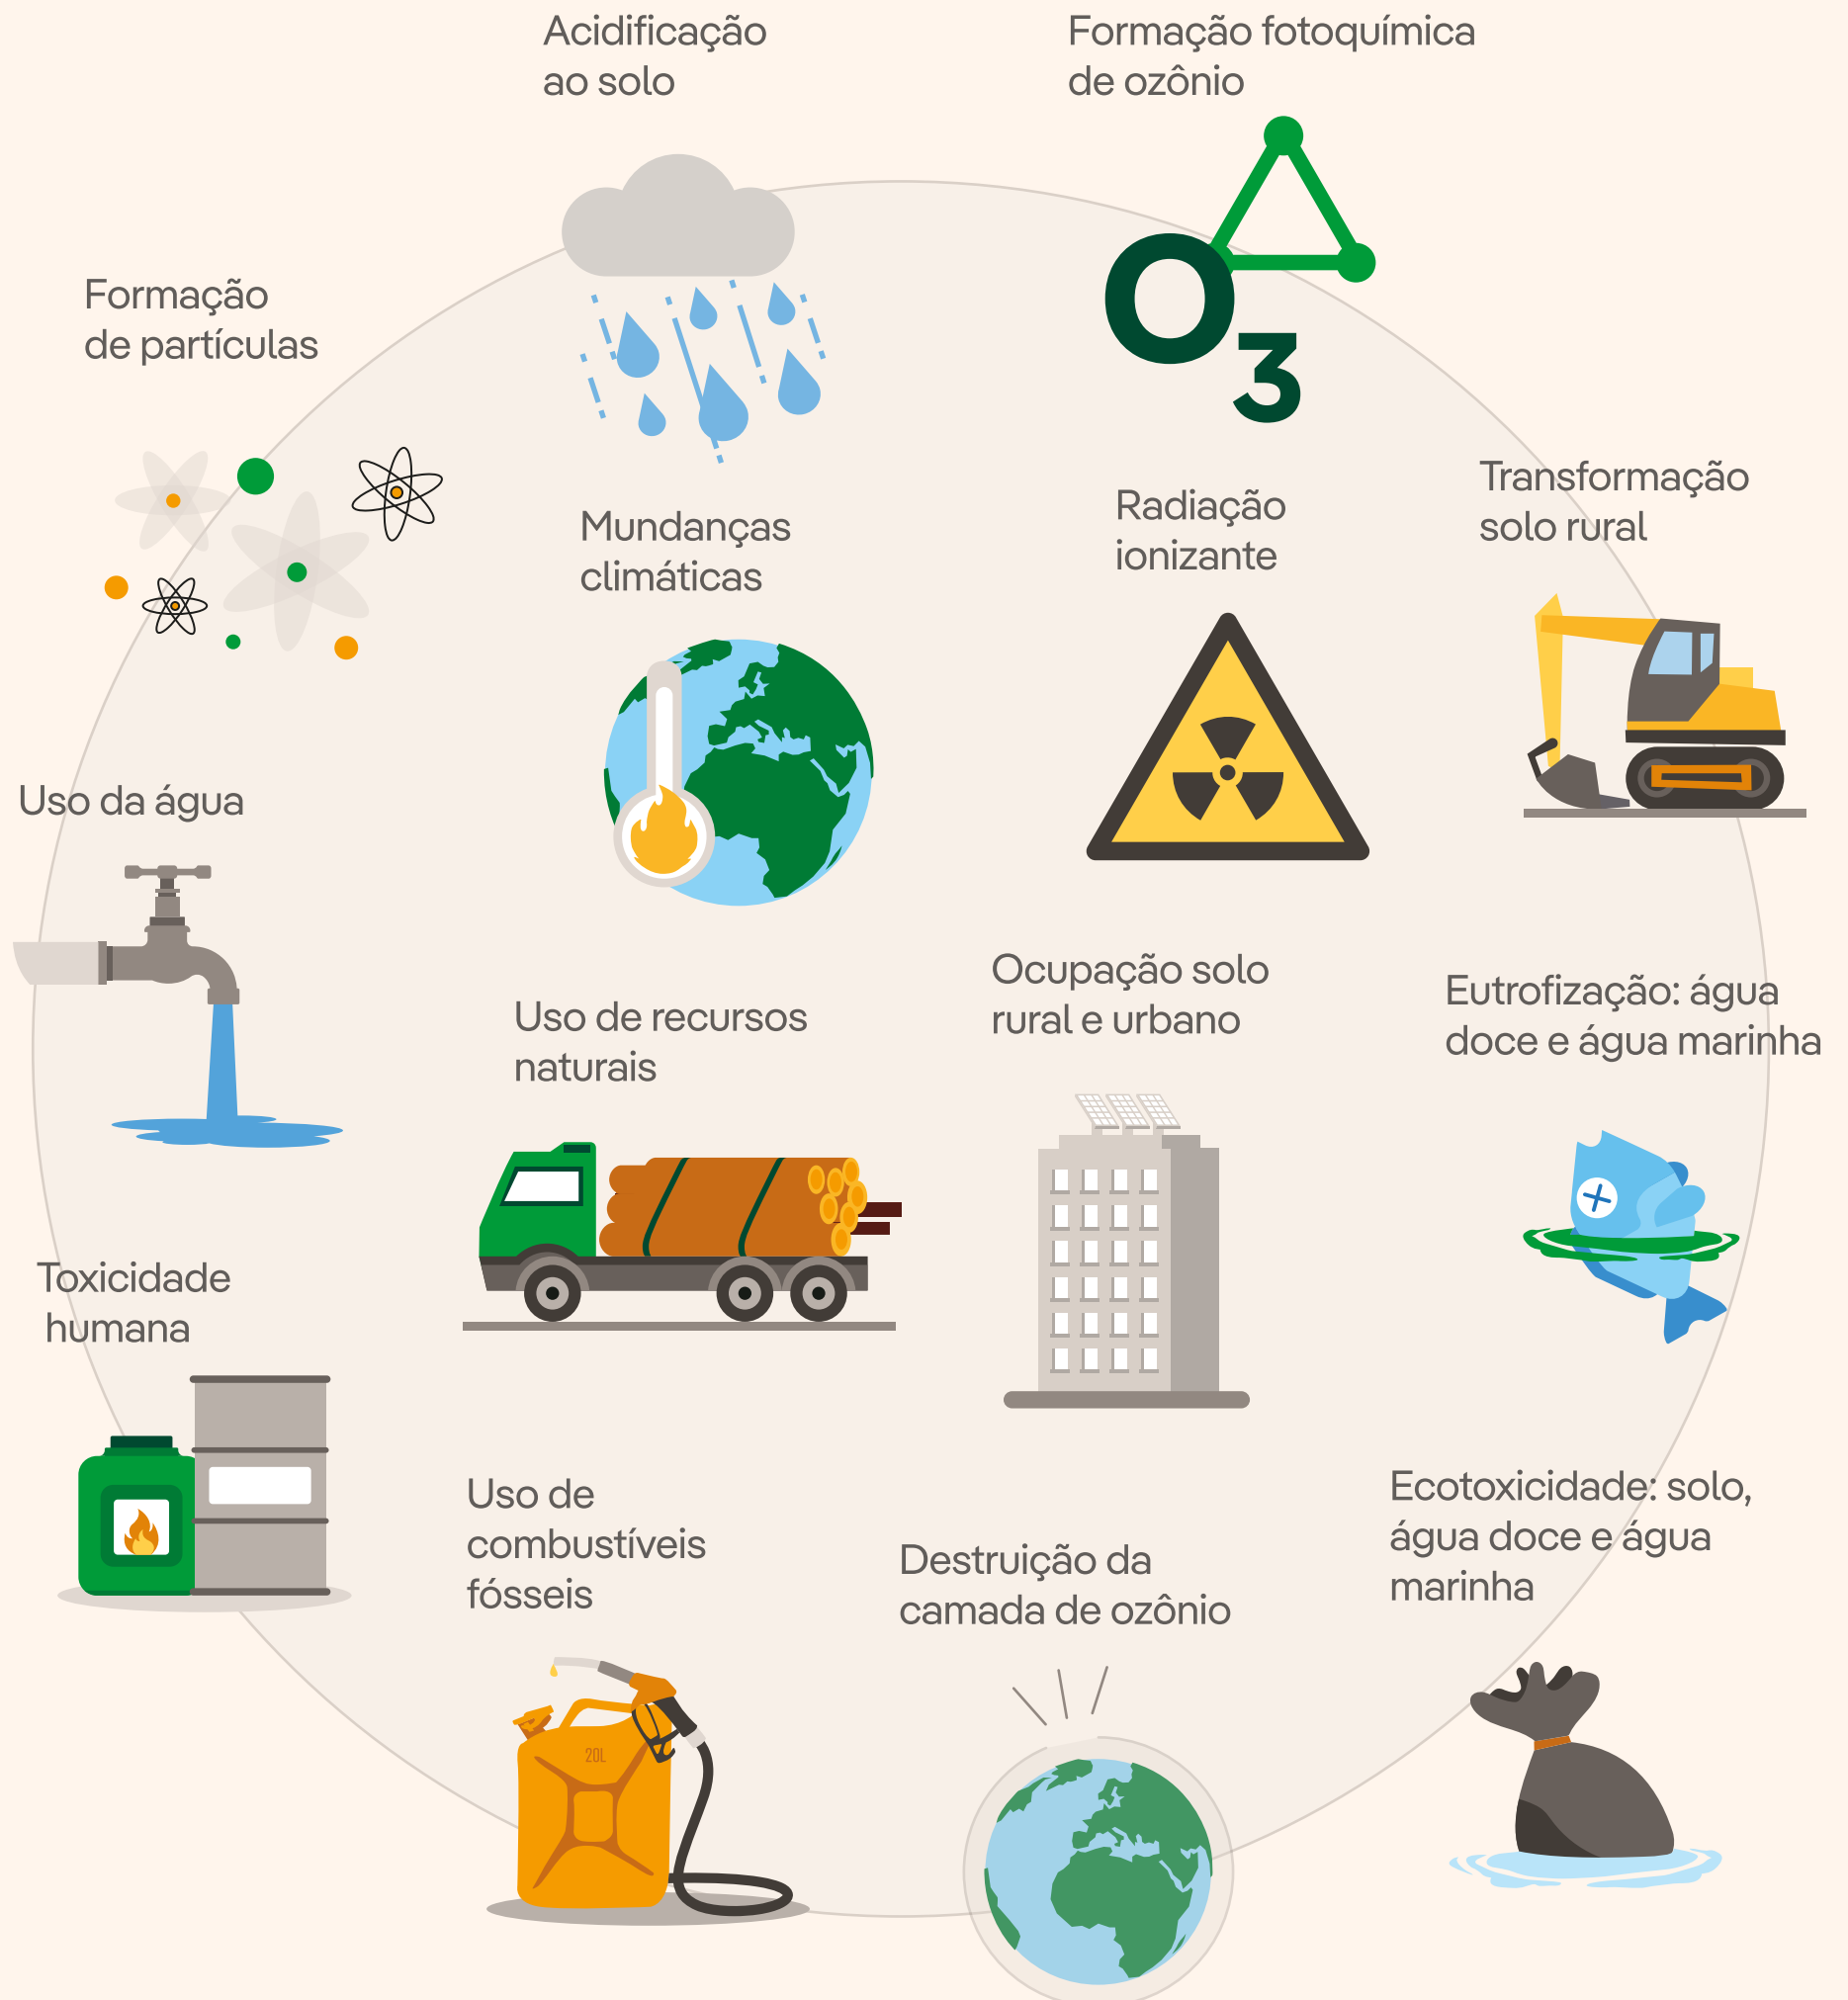 Acidificação
ao solo
Formação fotoquímica
de ozônio
Formação
de partículas
O3
Transformação
solo rural
Mundanças
climáticas
Radiação
ionizante
Uso da água
Uso de recursos
naturais
Ocupação solo
rural e urbano
Eutrofização: água
doce e água marinha
Toxicidade
humana
Uso de
combustíveis
fósseis
Destruição da
camada de ozônio
Ecotoxicidade: solo,
água doce e água
marinha
20L